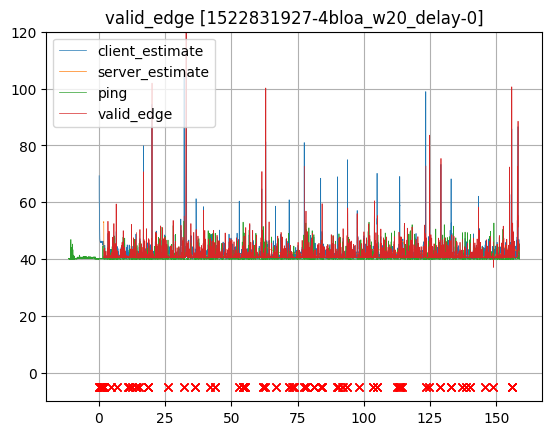 valid_edge [1522831927-4bloa_w20_delay-0]
120
100
80
60
40
20
0
client_estimate
server_estimate
ping
valid_edge
0 25 50 75 100 125 150